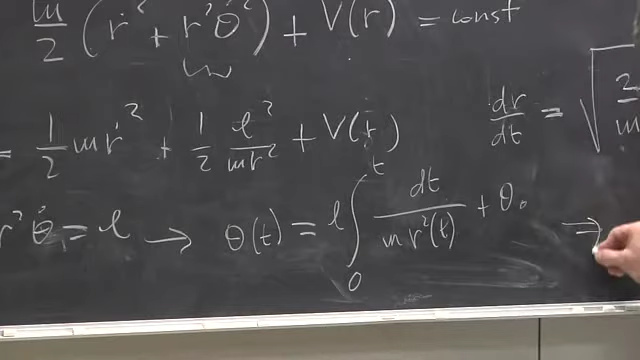 m/2 (ṙ² + r²θ̇²) + V(r) = const
= 1/2 mṙ² + 1/2 ℓ²/mr² + V(r)
dr/dt = √ 2/m
r²θ̇ = ℓ → θ(t) = ℓ ∫₀ᵗ dt/mr²(t) + θ₀ ⇒